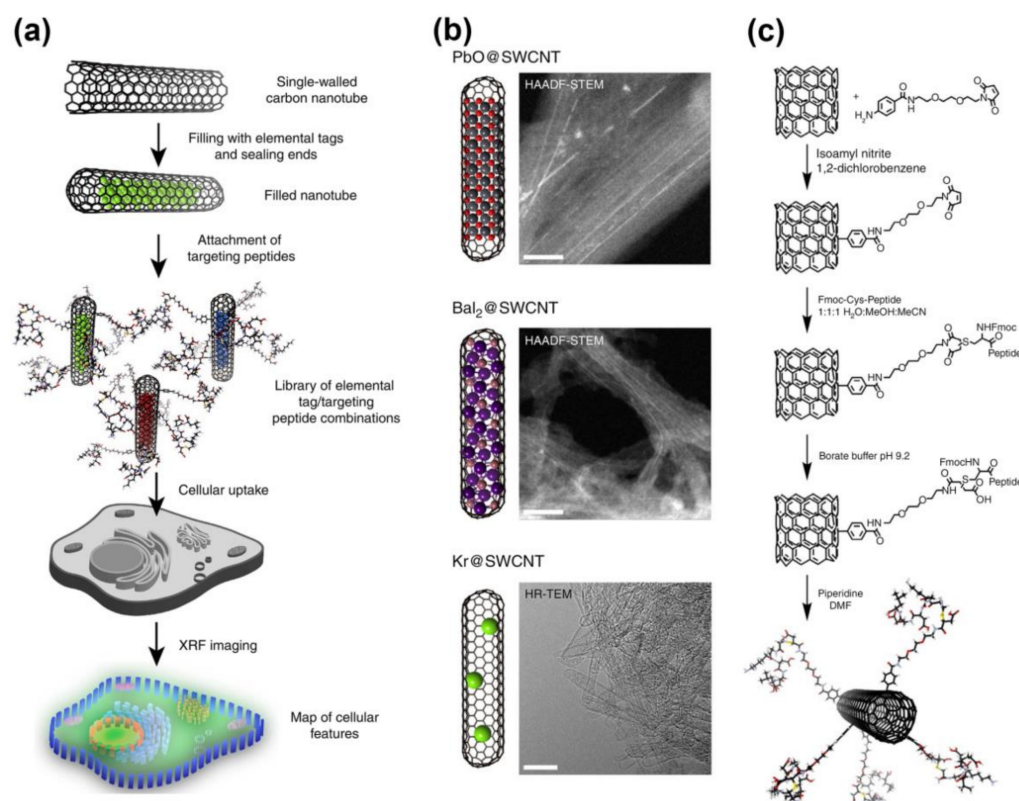 (a)
Single-walled
carbon nanotube
Filling with elemental tags
and sealing ends
Filled nanotube
Attachment of
targeting peptides
Library of elemental
tag/targeting
peptide combinations
Cellular uptake
XRF imaging
Map of cellular
features
(b)
PbO@SWCNT
HAADF-STEM
BaI₂@SWCNT
HAADF-STEM
Kr@SWCNT
HR-TEM
(c)
+
H₂N
O
N
H
O
O
N
O
O
Isoamyl nitrite
1,2-dichlorobenzene
HN
O
O
O
N
O
O
Fmoc-Cys-Peptide
1:1:1 H₂O:MeOH:MeCN
HN
O
O
O
N
O
O
S
NHFmoc
O
Peptide
Borate buffer pH 9.2
FmocHN
O
S
Peptide
O
O
N
H
O
OH
HN
O
O
O
Piperidine
DMF